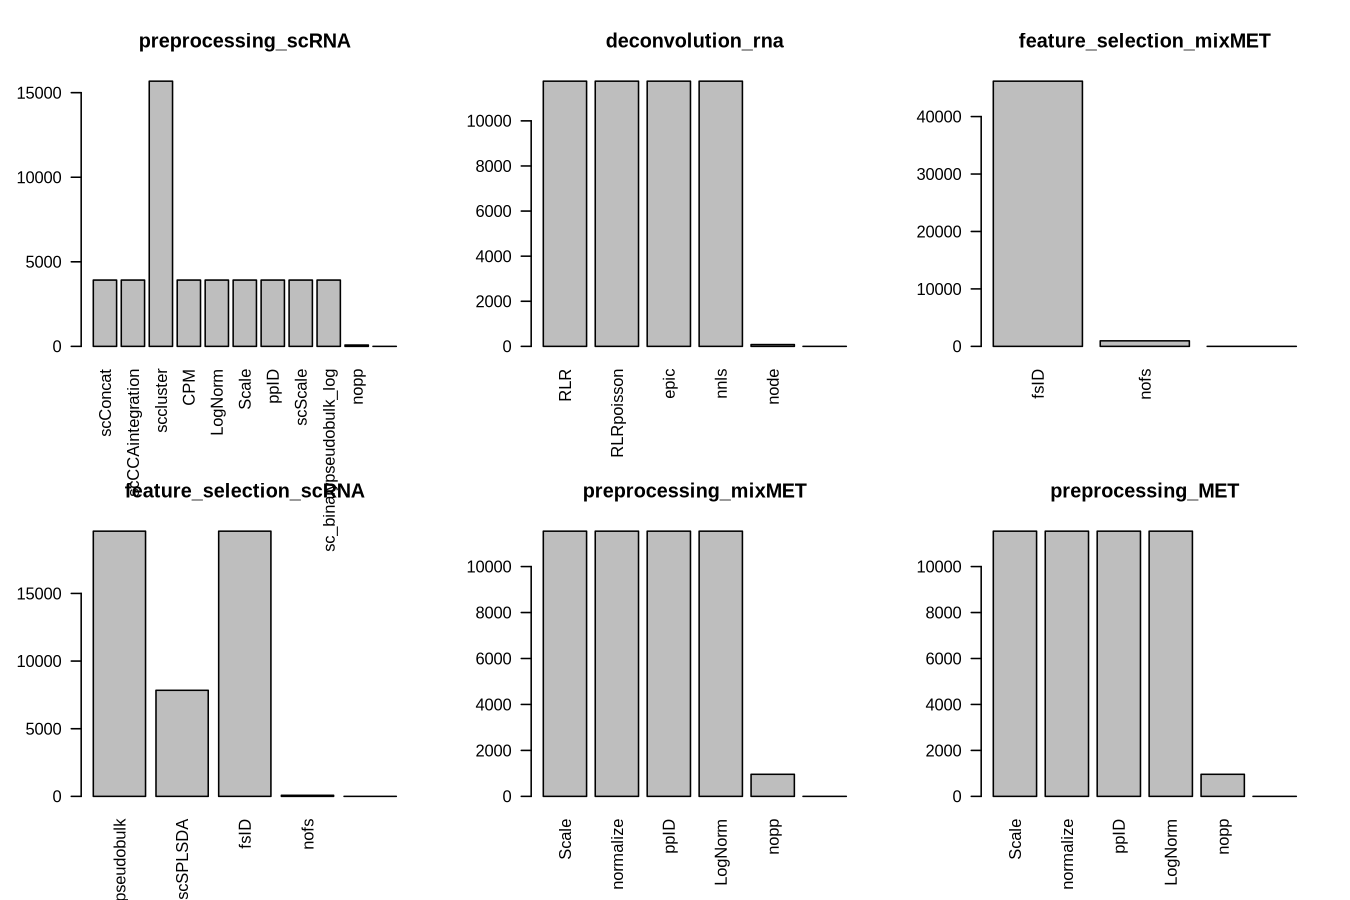 preprocessing_scRNA
15000
10000
5000
0
scConcat
scCCAintegration
sccluster
CPM
LogNorm
Scale
ppID
scScale
nopp
deconvolution_rna
10000
8000
6000
4000
2000
0
RLR
RLRpoisson
epic
nnls
node
feature_selection_mixMET
40000
30000
20000
10000
0
fsID
nofs
feature_selection_scRNA
15000
10000
5000
0
pseudobulk
scSPLSDA
fsID
nofs
preprocessing_mixMET
10000
8000
6000
4000
2000
0
Scale
normalize
ppID
LogNorm
nopp
preprocessing_MET
10000
8000
6000
4000
2000
0
Scale
normalize
ppID
LogNorm
nopp